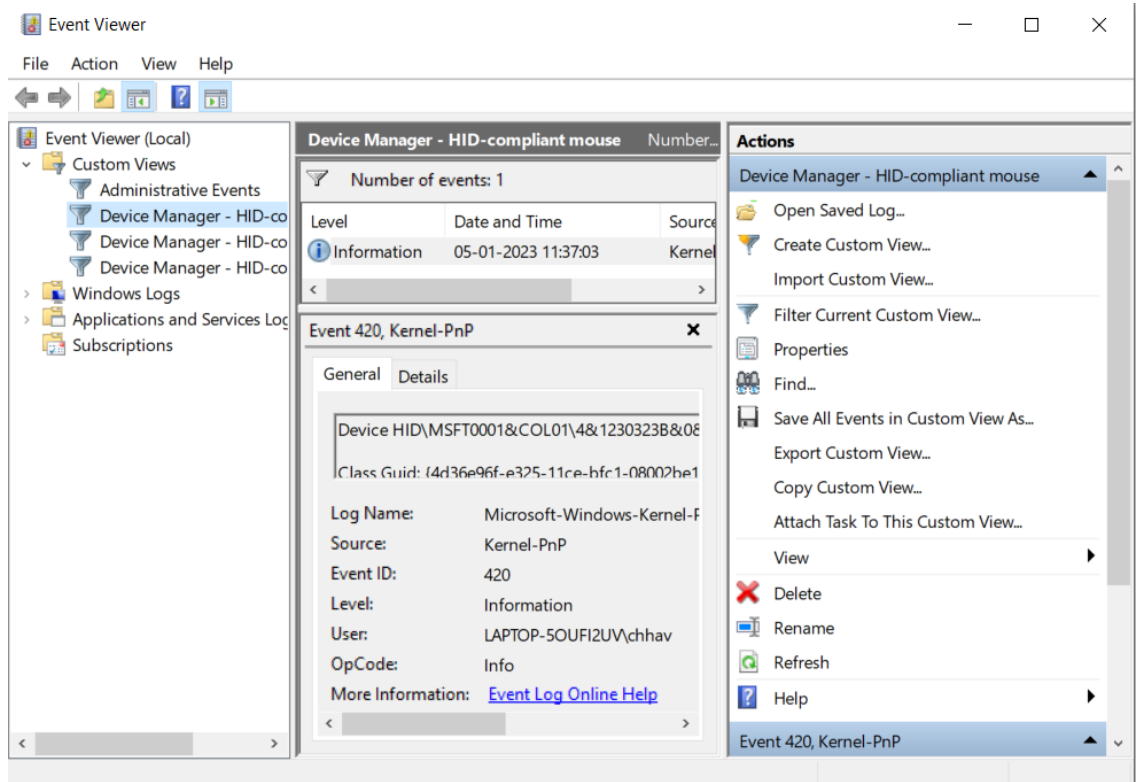 Event Viewer
File Action View Help
Event Viewer (Local)
Custom Views
Administrative Events
Device Manager - HID-co
Device Manager - HID-co
Device Manager - HID-co
Windows Logs
Applications and Services Log
Subscriptions
Device Manager - HID-compliant mouse Number...
Number of events: 1
Level Date and Time Source
Information 05-01-2023 11:37:03 Kernel
Event 420, Kernel-PnP
General Details
Device HID\MSFT0001&COL01\4&1230323B&0&
Class Guid: {4d36e96f-e325-11ce-bfc1-08002be1
Log Name: Microsoft-Windows-Kernel-P
Source: Kernel-PnP
Event ID: 420
Level: Information
User: LAPTOP-5OUFI2UV\chhav
OpCode: Info
More Information: Event Log Online Help
Actions
Device Manager - HID-compliant mouse
Open Saved Log...
Create Custom View...
Import Custom View...
Filter Current Custom View...
Properties
Find...
Save All Events in Custom View As...
Export Custom View...
Copy Custom View...
Attach Task To This Custom View...
View
Delete
Rename
Refresh
Help
Event 420, Kernel-PnP